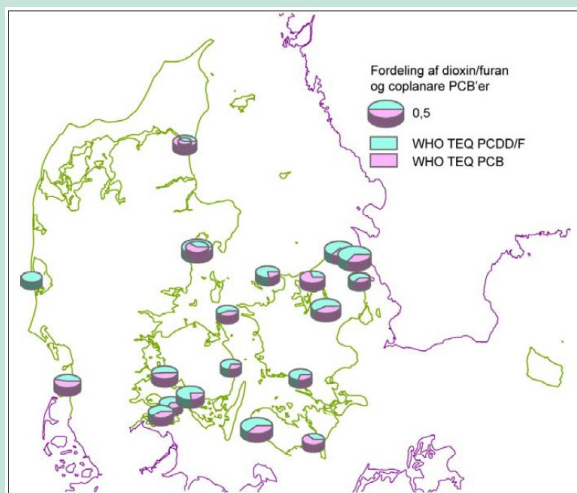 Fordeling af dioxin/furan
og coplanare PCB'er
0,5
WHO TEQ PCDD/F
WHO TEQ PCB